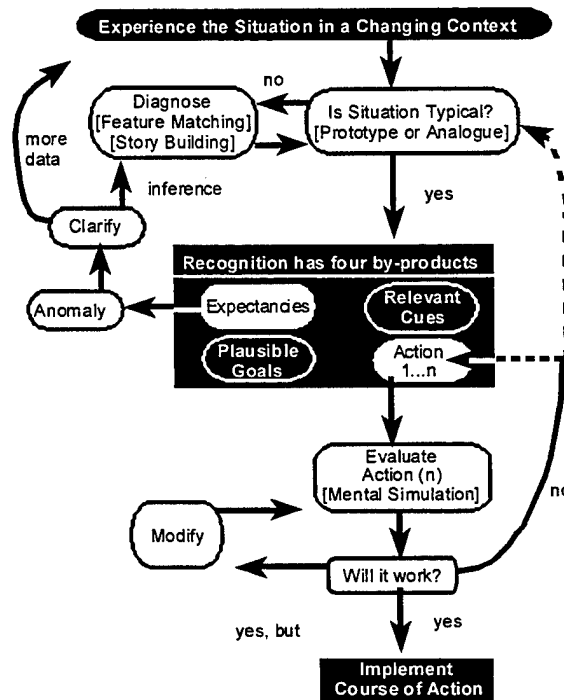 Experience the Situation in a Changing Context
no
Diagnose
[Feature Matching]
[Story Building]
Is Situation Typical?
[Prototype or Analogue]
more
data
inference
yes
Clarify
Recognition has four by-products
Anomaly
Expectancies
Relevant
Cues
Plausible
Goals
Action
1...n
Evaluate
Action (n)
[Mental Simulation]
no
Modify
Will it work?
yes, but
yes
Implement
Course of Action